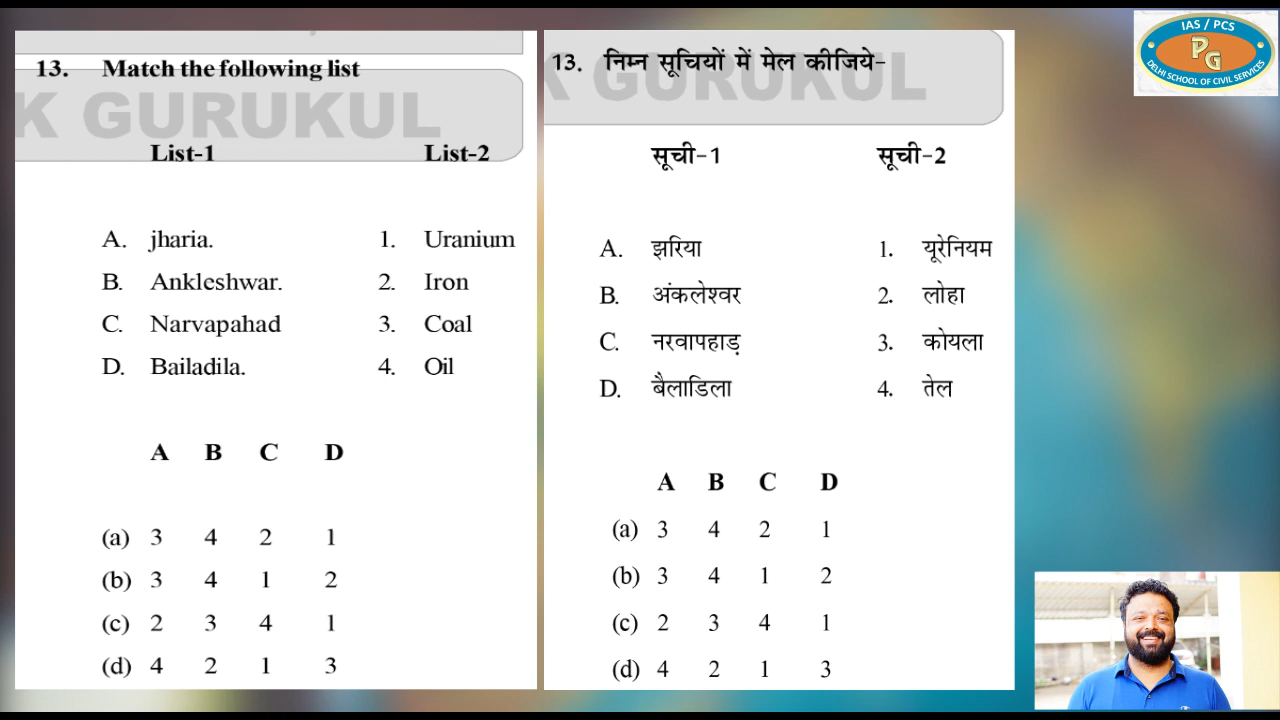 13. Match the following list
K GURUKUL
List-1 List-2
A. jharia. 1. Uranium
B. Ankleshwar. 2. Iron
C. Narvapahad 3. Coal
D. Bailadila. 4. Oil
A B C D
(a) 3 4 2 1
(b) 3 4 1 2
(c) 2 3 4 1
(d) 4 2 1 3
13. निम्न सूचियों में मेल कीजिये-
GURUKUL
सूची-1 सूची-2
A. झरिया 1. यूरेनियम
B. अंकलेश्वर 2. लोहा
C. नरवापहाड़ 3. कोयला
D. बैलाडिला 4. तेल
A B C D
(a) 3 4 2 1
(b) 3 4 1 2
(c) 2 3 4 1
(d) 4 2 1 3
IAS / PCS
PG
DELHI SCHOOL OF CIVIL SERVICES